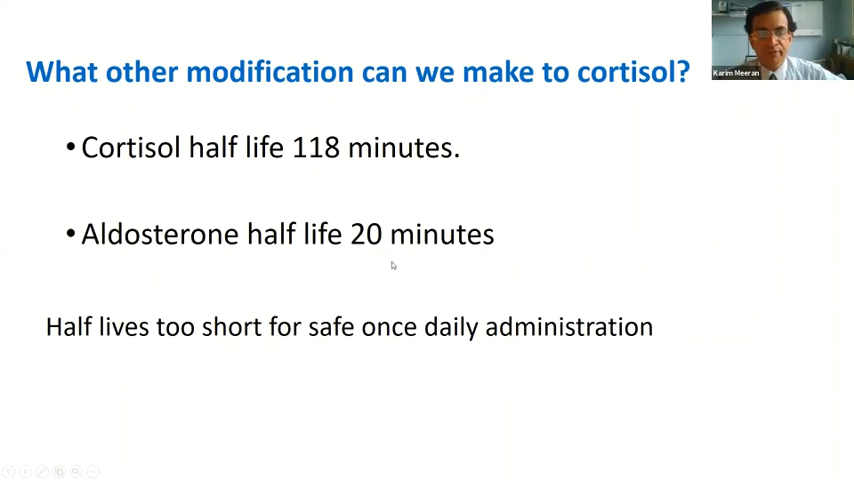 What other modification can we make to cortisol?
Karim Meeran
• Cortisol half life 118 minutes.
• Aldosterone half life 20 minutes
Half lives too short for safe once daily administration